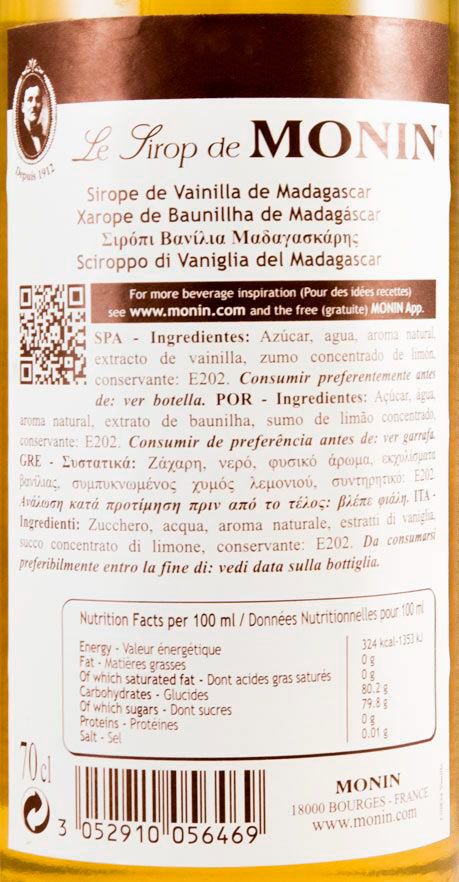 Depuis 1912
Le Sirop de MONIN
Sirope de Vainilla de Madagascar
Xarope de Baunillha de Madagáscar
Σιρόπι Βανίλια Μαδαγασκάρης
Sciroppo di Vaniglia del Madagascar
For more beverage inspiration (Pour des idées recettes)
see www.monin.com and the free (gratuite) MONIN App.
SPA - Ingredientes: Azúcar, agua, aroma natural,
extracto de vainilla, zumo concentrado de limon,
conservante: E202. Consumir preferentemente antes
de: ver botella. POR - Ingredientes: Açúcar, água,
aroma natural, extrato de baunilha, sumo de limão concentrado,
conservante: E202. Consumir de preferência antes de: ver garrafa.
GRE - Συστατικά: Ζάχαρη, νερό, φυσικό άρωμα, εκχυλίσματα
βανίλιας, συμπυκνωμένος χυμός λεμονιού, συντηρητικό: E202.
Ανάλωση κατά προτίμηση πριν από το τέλος: βλέπε φιάλη. ITA -
Ingredienti: Zucchero, acqua, aroma naturale, estratti di vaniglia,
succo concentrato di limone, conservante: E202. Da consumarsi
preferibilmente entro la fine di: vedi data sulla bottiglia.
Nutrition Facts per 100 ml / Données Nutritionnelles pour 100 ml
Energy - Valeur énergétique 324 kcal-1353 kJ
Fat - Matières grasses 0 g
Of which saturated fat - Dont acides gras saturés 0 g
Carbohydrates - Glucides 80.2 g
Of which sugars - Dont sucres 79.8 g
Proteins - Protéines 0 g
Salt - Sel 0.01 g
70 cl
3 052910 056469
MONIN
18000 BOURGES - FRANCE
www.monin.com